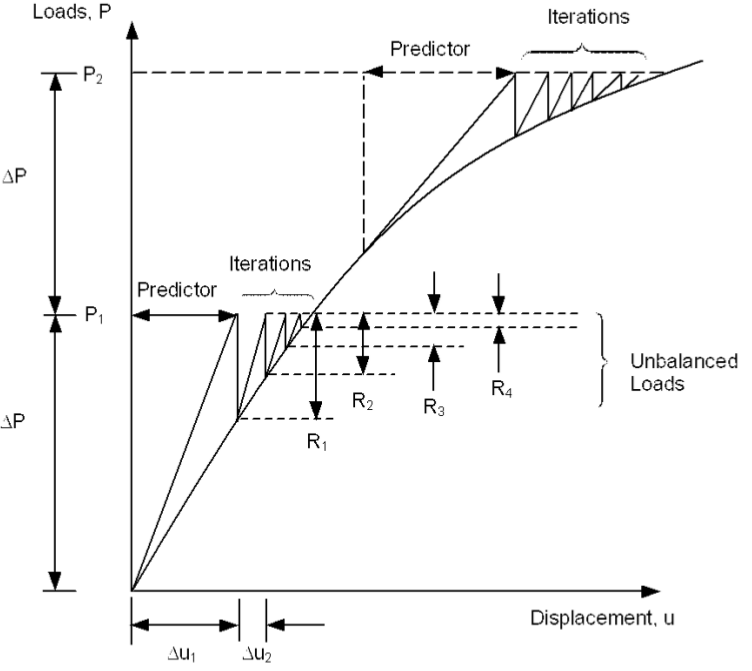 Loads, P
Iterations
Predictor
P2
ΔP
Iterations
Predictor
P1
Unbalanced
Loads
R4
R3
R2
R1
ΔP
Displacement, u
Δu1
Δu2